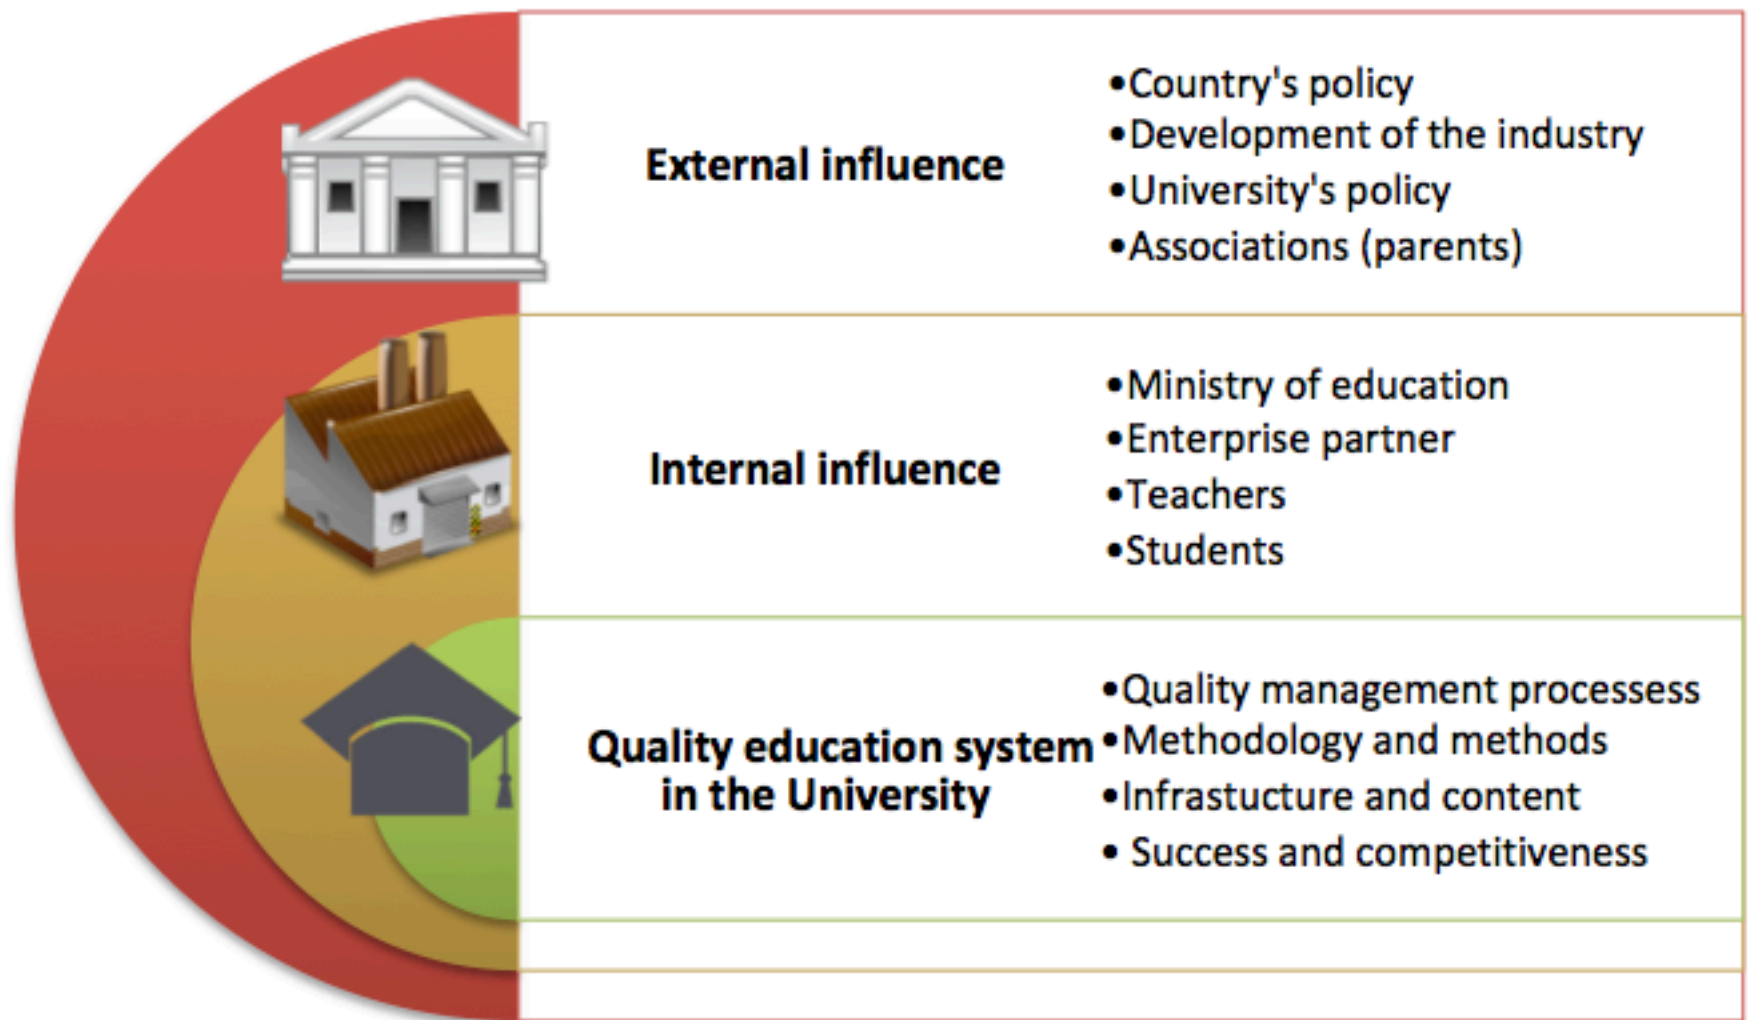 External influence
•Country's policy
•Development of the industry
•University's policy
•Associations (parents)
Internal influence
•Ministry of education
•Enterprise partner
•Teachers
•Students
Quality education system
in the University
•Quality management processess
•Methodology and methods
•Infrastucture and content
• Success and competitiveness